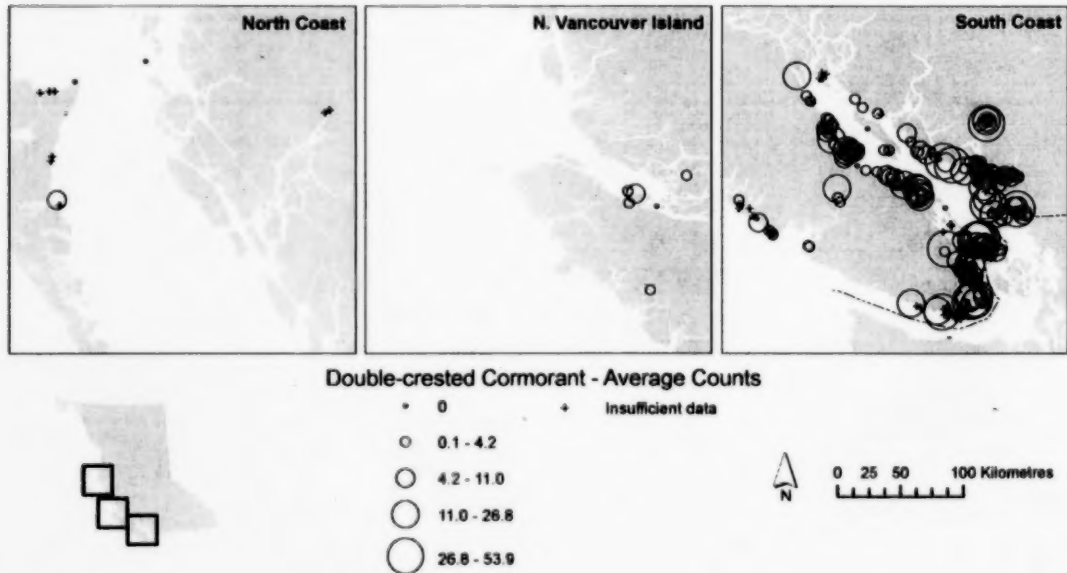 North Coast
N. Vancouver Island
South Coast
Double-crested Cormorant - Average Counts
0
Insufficient data
0.1 - 4.2
4.2 - 11.0
11.0 - 26.8
26.8 - 53.9
N
0 25 50 100 Kilometres